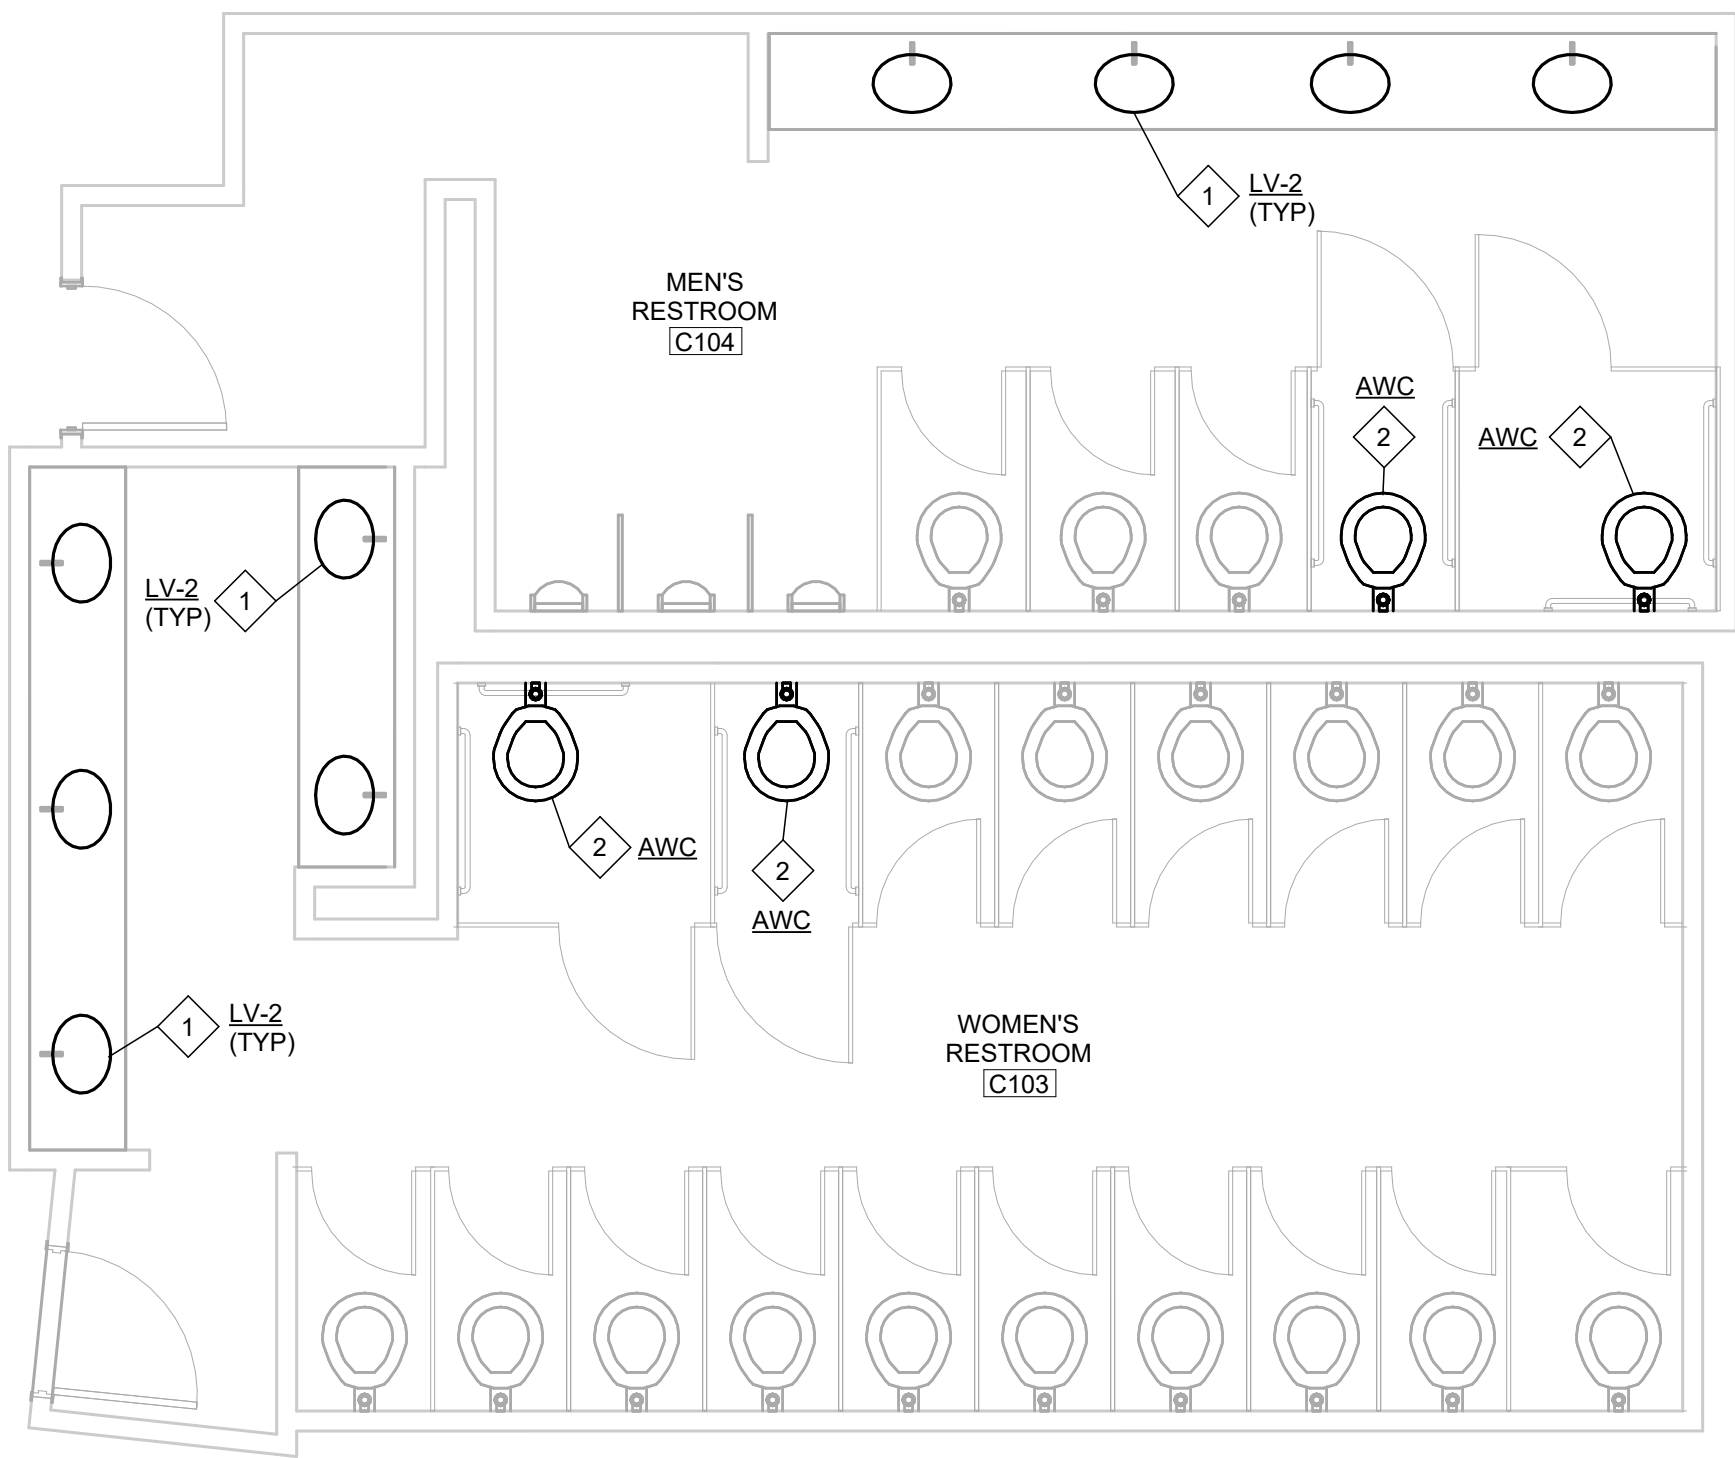 1
LV-2
(TYP)
MEN'S
RESTROOM
C104
AWC
2
AWC
2
LV-2
(TYP)
1
2
AWC
2
AWC
1
LV-2
(TYP)
WOMEN'S
RESTROOM
C103